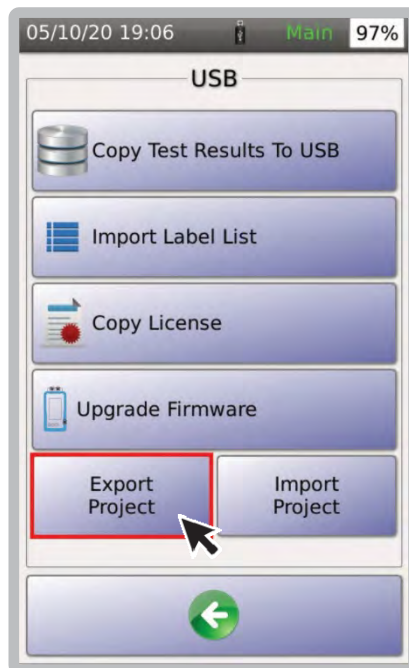 05/10/20 19:06 Main 97%
USB
Copy Test Results To USB
Import Label List
Copy License
Upgrade Firmware
Export
Project
Import
Project